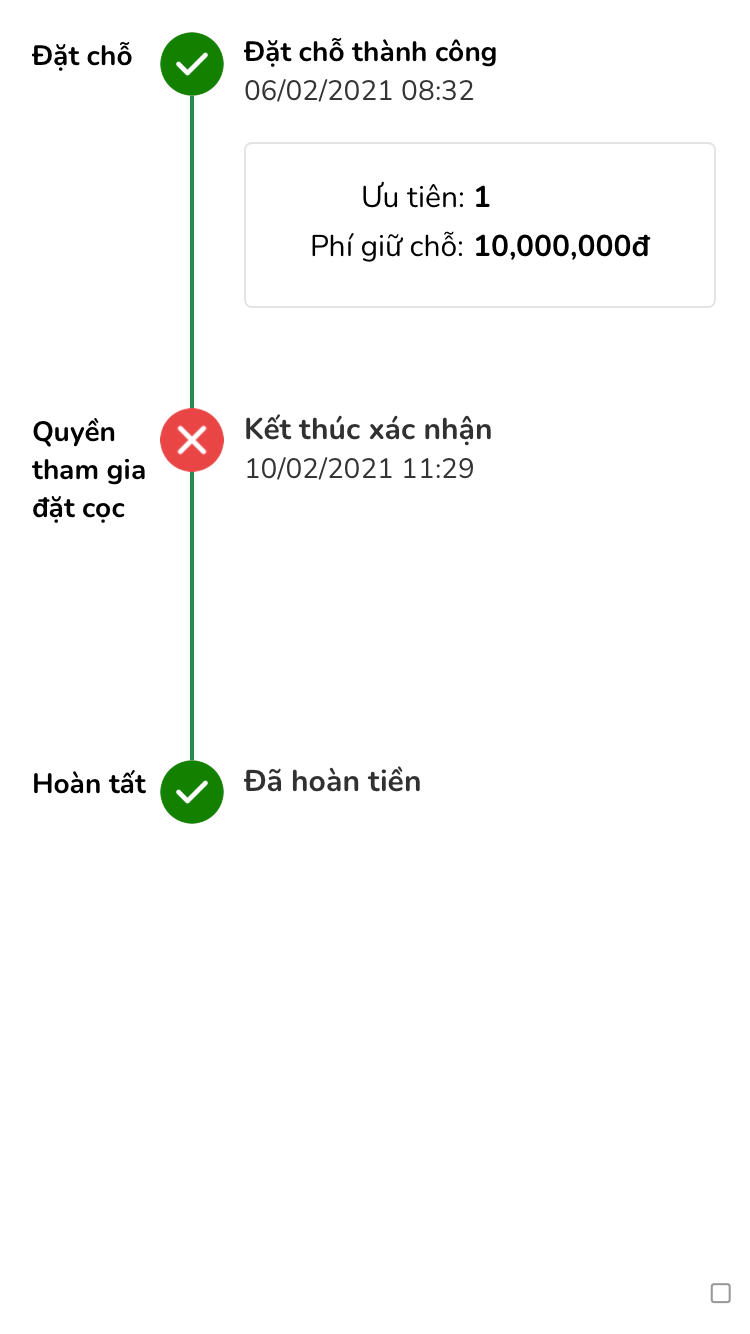 Đặt chỗ
Đặt chỗ thành công
06/02/2021 08:32
Ưu tiên: 1
Phí giữ chỗ: 10,000,000đ
Quyền
tham gia
đặt cọc
Kết thúc xác nhận
10/02/2021 11:29
Hoàn tất
Đã hoàn tiền